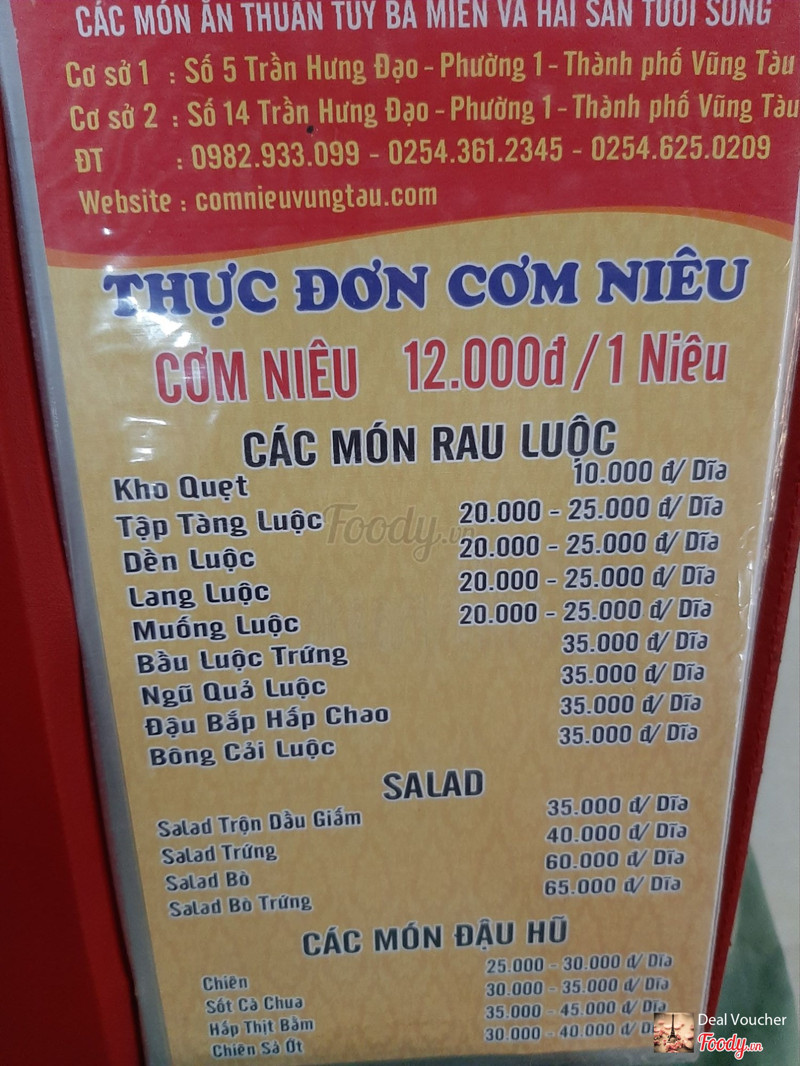 CÁC MÓN ĂN THUẦN TÚY BA MIỀN VÀ HẢI SẢN TƯƠI SỐNG
Cơ sở 1 : Số 5 Trần Hưng Đạo - Phường 1 - Thành phố Vũng Tàu
Cơ sở 2 : Số 14 Trần Hưng Đạo - Phường 1 - Thành phố Vũng Tàu
ĐT : 0982.933.099 - 0254.361.2345 - 0254.625.0209
Website : comnieuvungtau.com
THỰC ĐƠN CƠM NIÊU
CƠM NIÊU 12.000đ / 1 Niêu
CÁC MÓN RAU LUỘC
Kho Quẹt 10.000 đ/ Dĩa
Tập Tàng Luộc 20.000 - 25.000 đ/ Dĩa
Dền Luộc 20.000 - 25.000 đ/ Dĩa
Lang Luộc 20.000 - 25.000 đ/ Dĩa
Muống Luộc 20.000 - 25.000 đ/ Dĩa
Bầu Luộc Trứng 35.000 đ/ Dĩa
Ngũ Quả Luộc 35.000 đ/ Dĩa
Đậu Bắp Hấp Chao 35.000 đ/ Dĩa
Bông Cải Luộc 35.000 đ/ Dĩa
SALAD
Salad Trộn Dầu Giấm 35.000 đ/ Dĩa
Salad Trứng 40.000 đ/ Dĩa
Salad Bò 60.000 đ/ Dĩa
Salad Bò Trứng 65.000 đ/ Dĩa
CÁC MÓN ĐẬU HŨ
Chiên 25.000 - 30.000 đ/ Dĩa
Sốt Cà Chua 30.000 - 35.000 đ/ Dĩa
Hấp Thịt Bằm 35.000 - 45.000 đ/ Dĩa
Chiên Sả Ớt 30.000 - 40.000 đ/ D
Foody.vn
Deal Voucher
Foody.vn